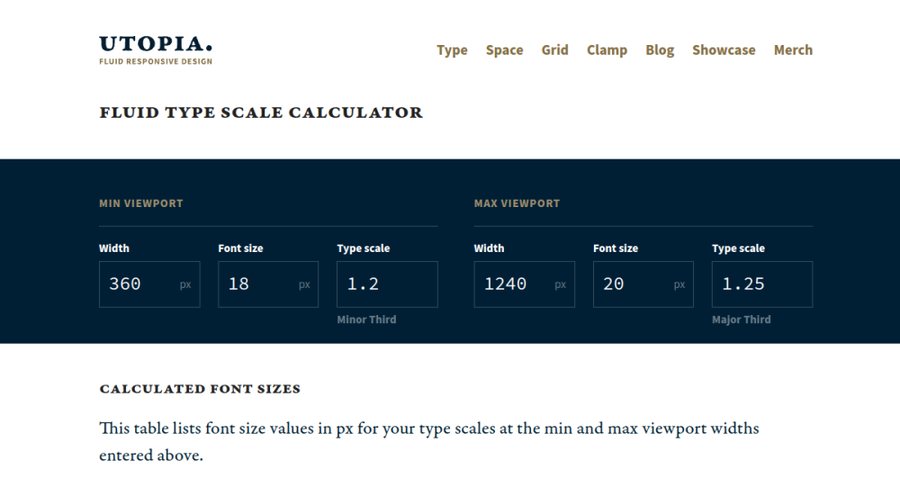 UTOPIA.
FLUID RESPONSIVE DESIGN
Type Space Grid Clamp Blog Showcase Merch
FLUID TYPE SCALE CALCULATOR
MIN VIEWPORT
Width Font size Type scale
360 px 18 px 1.2
Minor Third
MAX VIEWPORT
Width Font size Type scale
1240 px 20 px 1.25
Major Third
CALCULATED FONT SIZES
This table lists font size values in px for your type scales at the min and max viewport widths
entered above.